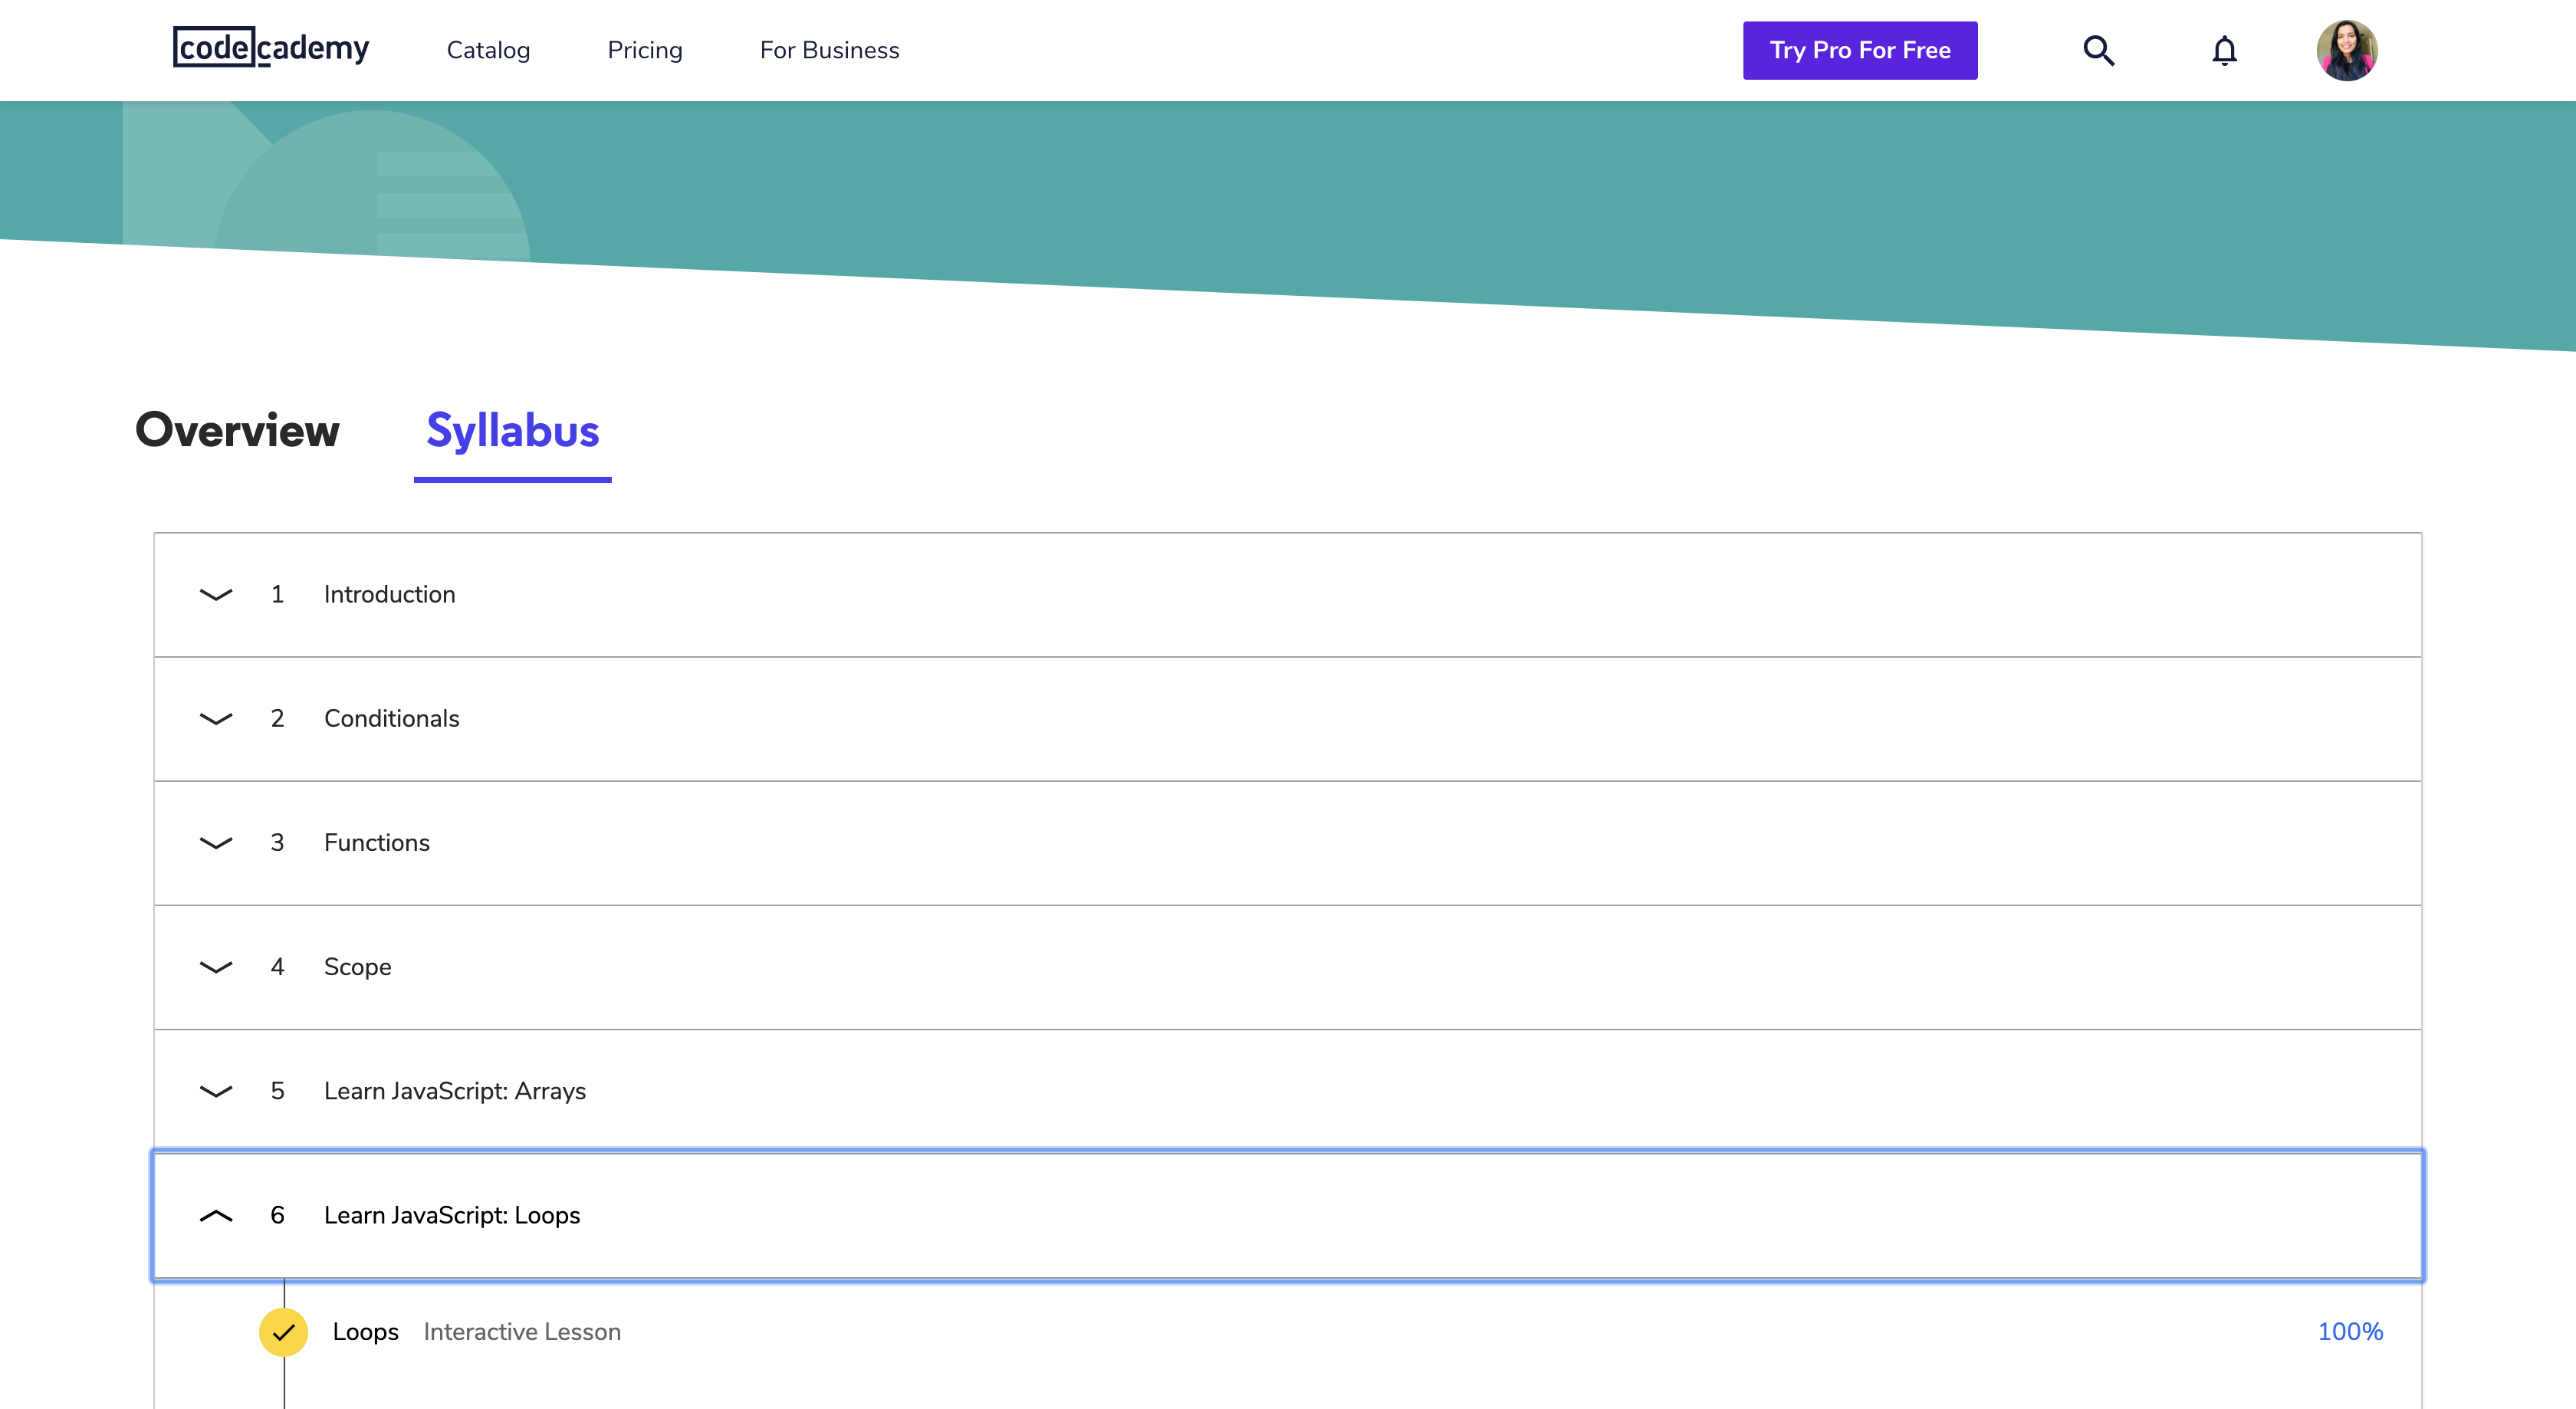 codecademy Catalog Pricing For Business Try Pro For Free
Overview Syllabus
1 Introduction
2 Conditionals
3 Functions
4 Scope
5 Learn JavaScript: Arrays
6 Learn JavaScript: Loops
Loops Interactive Lesson 100%